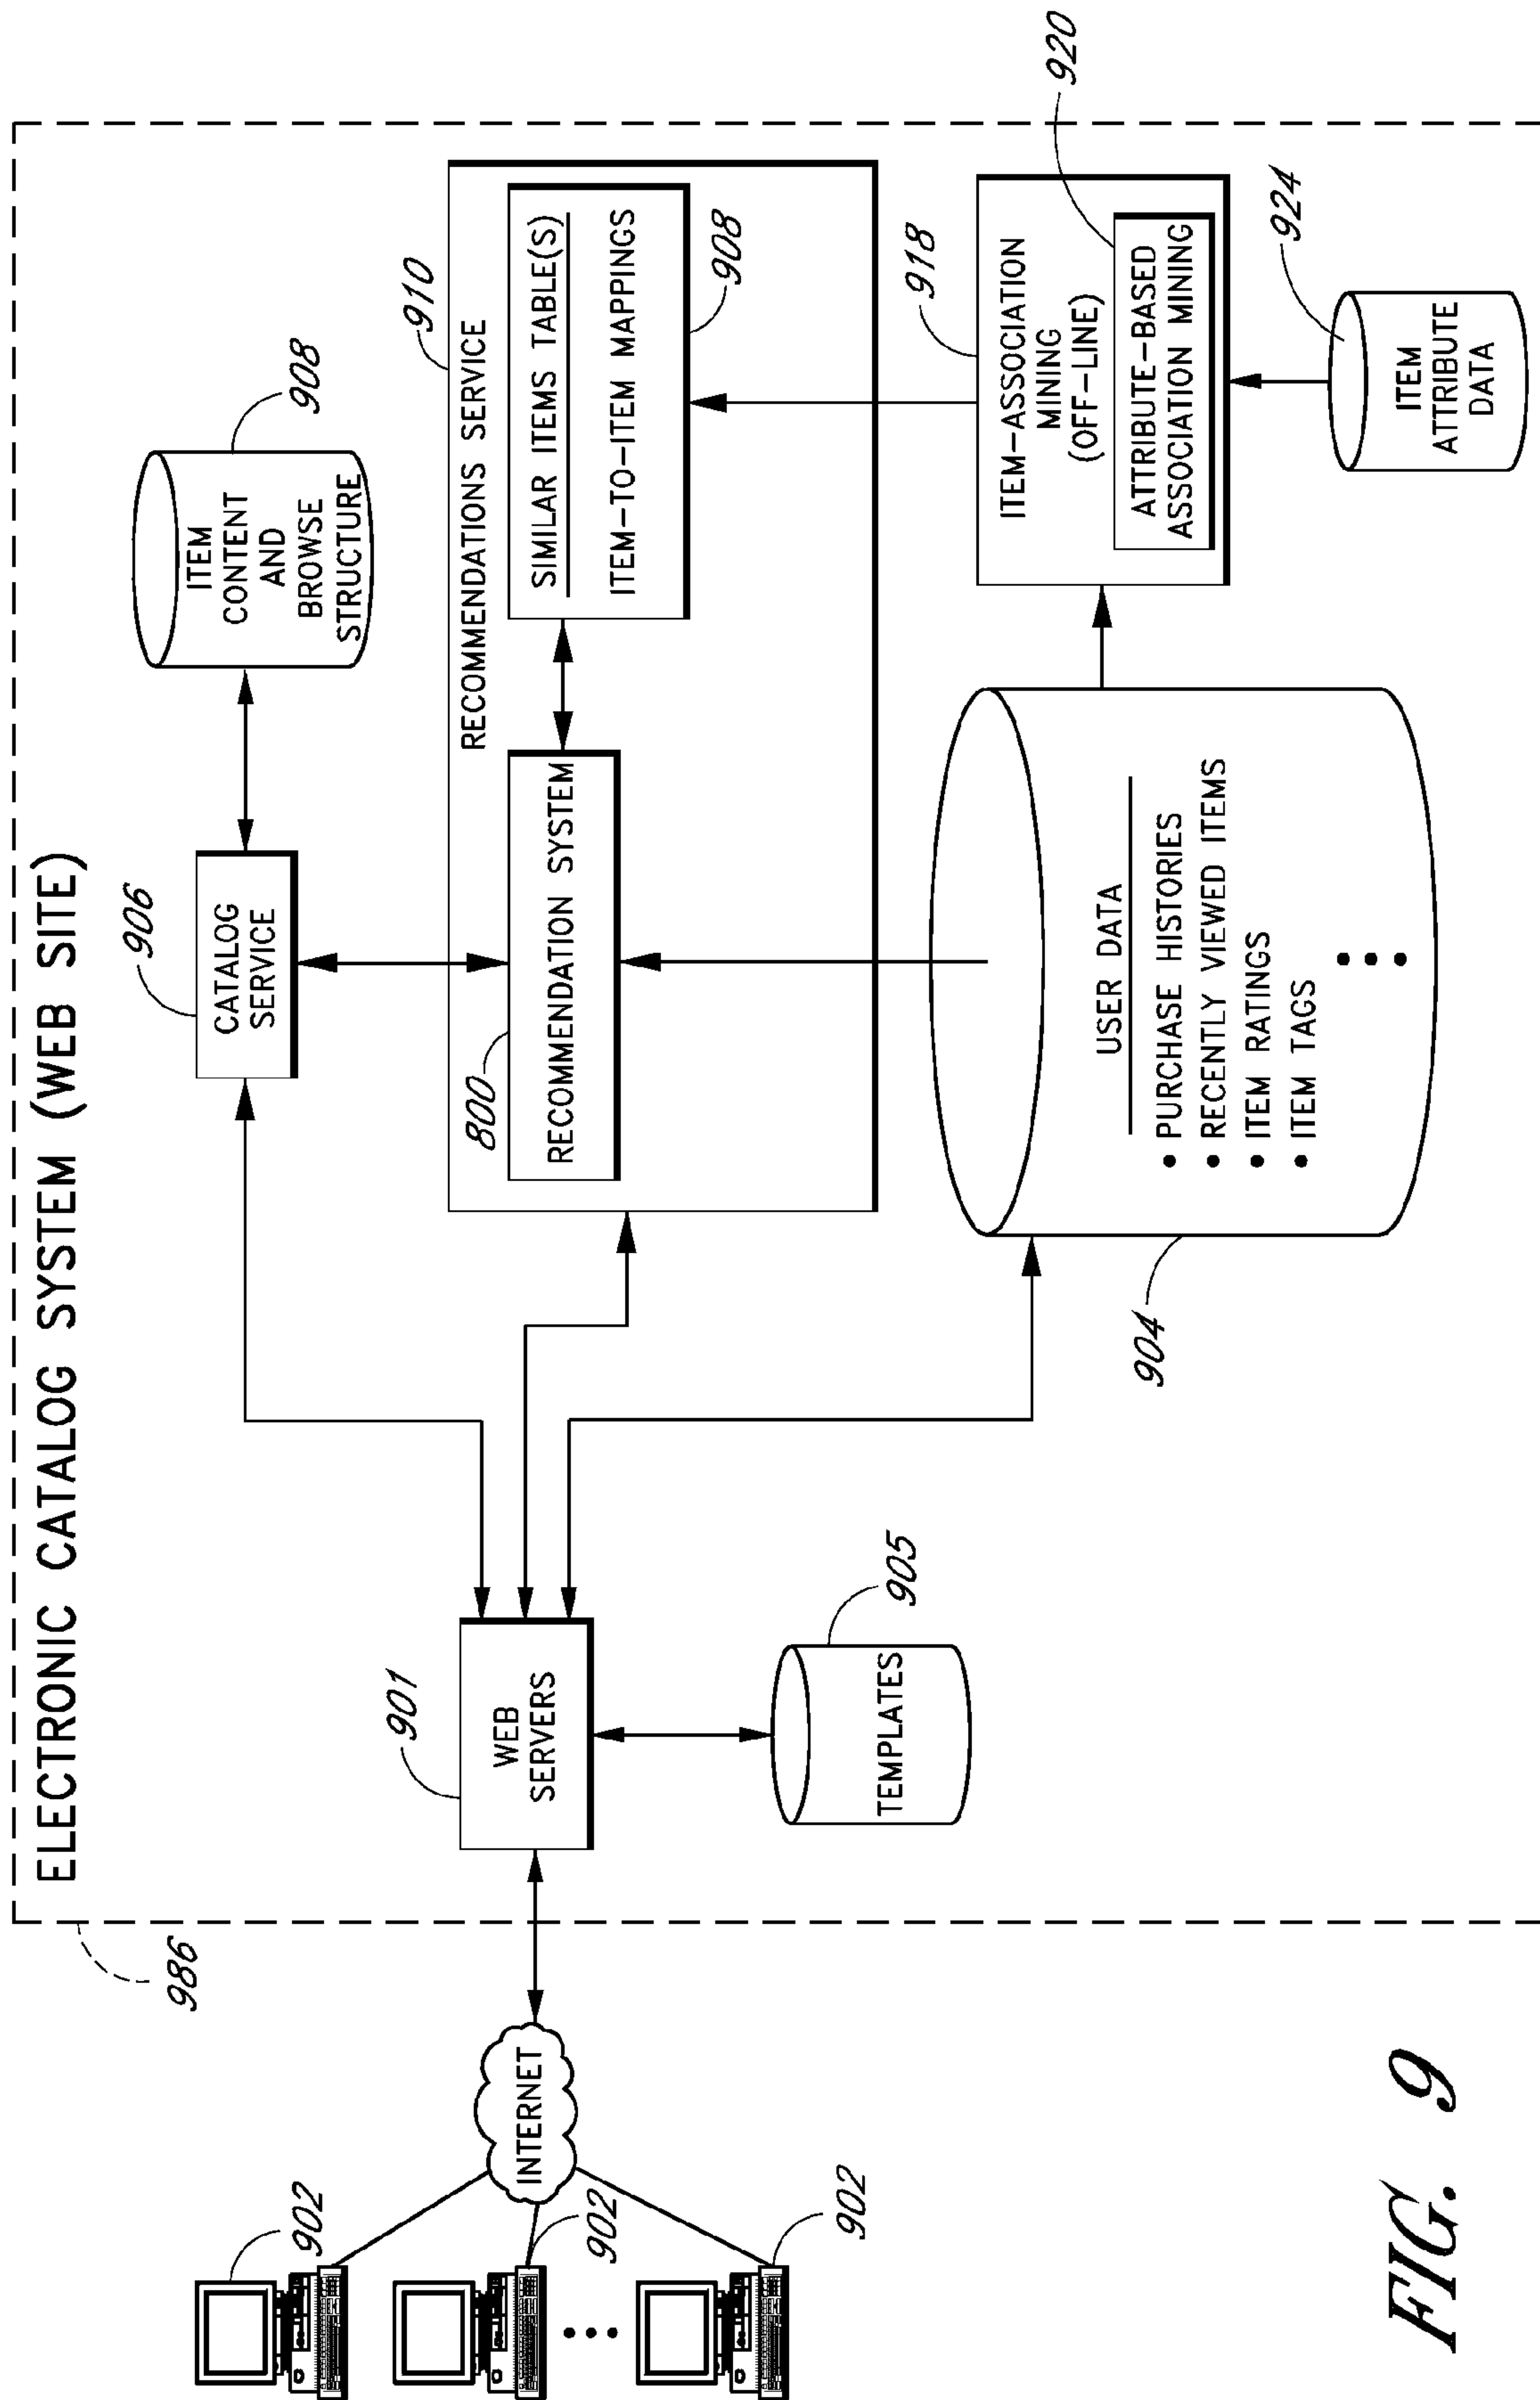 ELECTRONIC CATALOG SYSTEM (WEB SITE)
986
902
902
902
INTERNET
901
WEB
SERVERS
905
TEMPLATES
906
CATALOG
SERVICE
908
ITEM
CONTENT
AND
BROWSE
STRUCTURE
910
RECOMMENDATIONS SERVICE
800
RECOMMENDATION SYSTEM
SIMILAR ITEMS TABLE(S)
ITEM-TO-ITEM MAPPINGS
908
904
USER DATA
• PURCHASE HISTORIES
• RECENTLY VIEWED ITEMS
• ITEM RATINGS
• ITEM TAGS
918
ITEM-ASSOCIATION
MINING
(OFF-LINE)
920
ATTRIBUTE-BASED
ASSOCIATION MINING
924
ITEM
ATTRIBUTE
DATA
FIG. 9